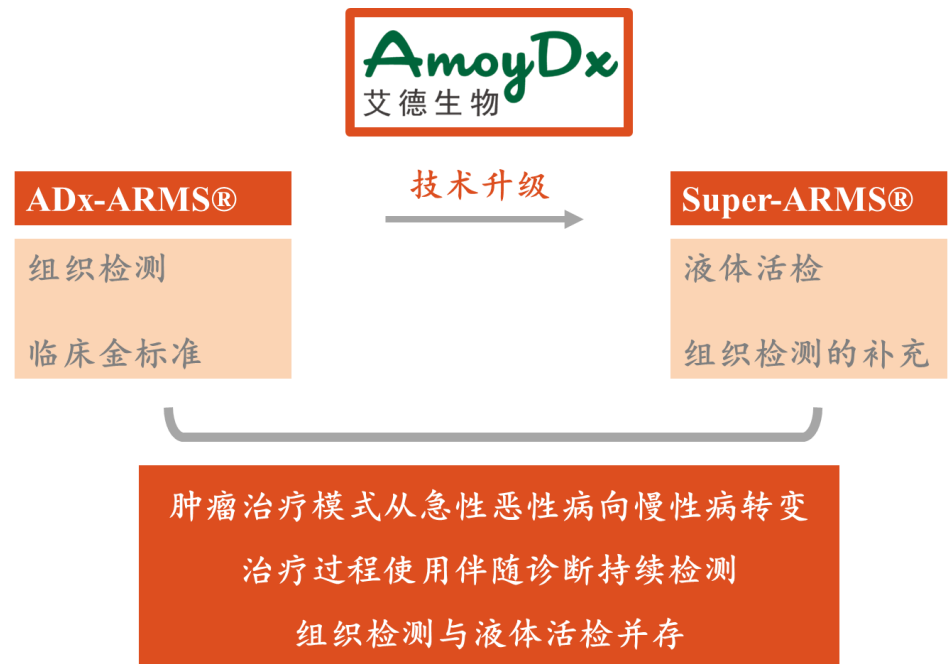 AmoyDx
艾德生物
ADx-ARMS®
技术升级
Super-ARMS®
组织检测
临床金标准
液体活检
组织检测的补充
肿瘤治疗模式从急性恶性病向慢性病转变
治疗过程使用伴随诊断持续检测
组织检测与液体活检并存